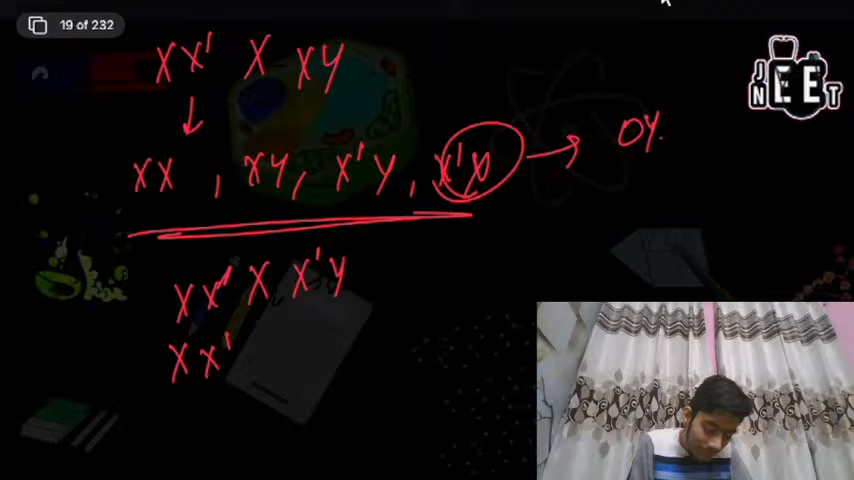 19 of 232
XX' X XY
J
NEET
↓
XX , XY, X'Y, X'X → OY.
XX' X X'Y
XX'